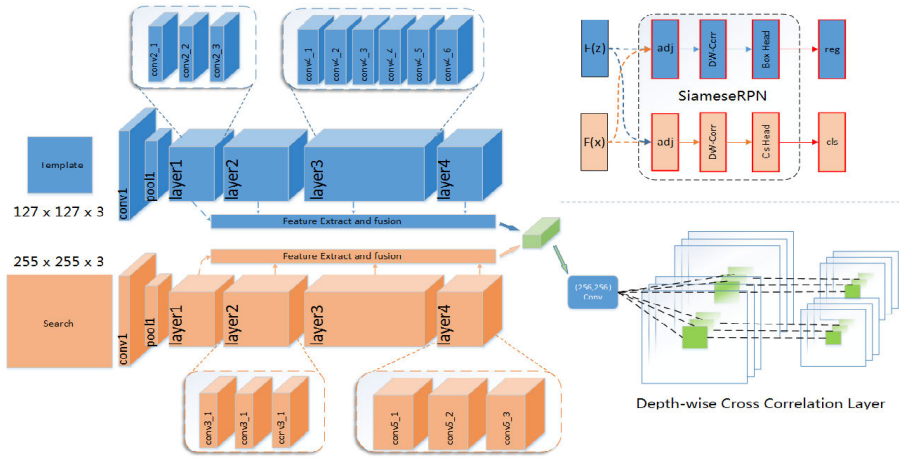 conv2_1
conv2_2
conv2_3
conv4_1
conv4_2
conv4_3
conv4_4
conv4_5
conv4_6
Template
127 x 127 x 3
conv1
pool1
layer1
layer2
layer3
layer4
Feature Extract and fusion
255 x 255 x 3
Search
Feature Extract and fusion
conv1
pool1
layer1
layer2
layer3
layer4
conv3_1
conv3_1
conv3_1
conv5_1
conv5_2
conv5_3
F(z)
adj
DW-Corr
Box Head
reg
SiameseRPN
F(x)
adj
DW-Corr
Cls Head
cls
(256,256)
Conv
Depth-wise Cross Correlation Layer